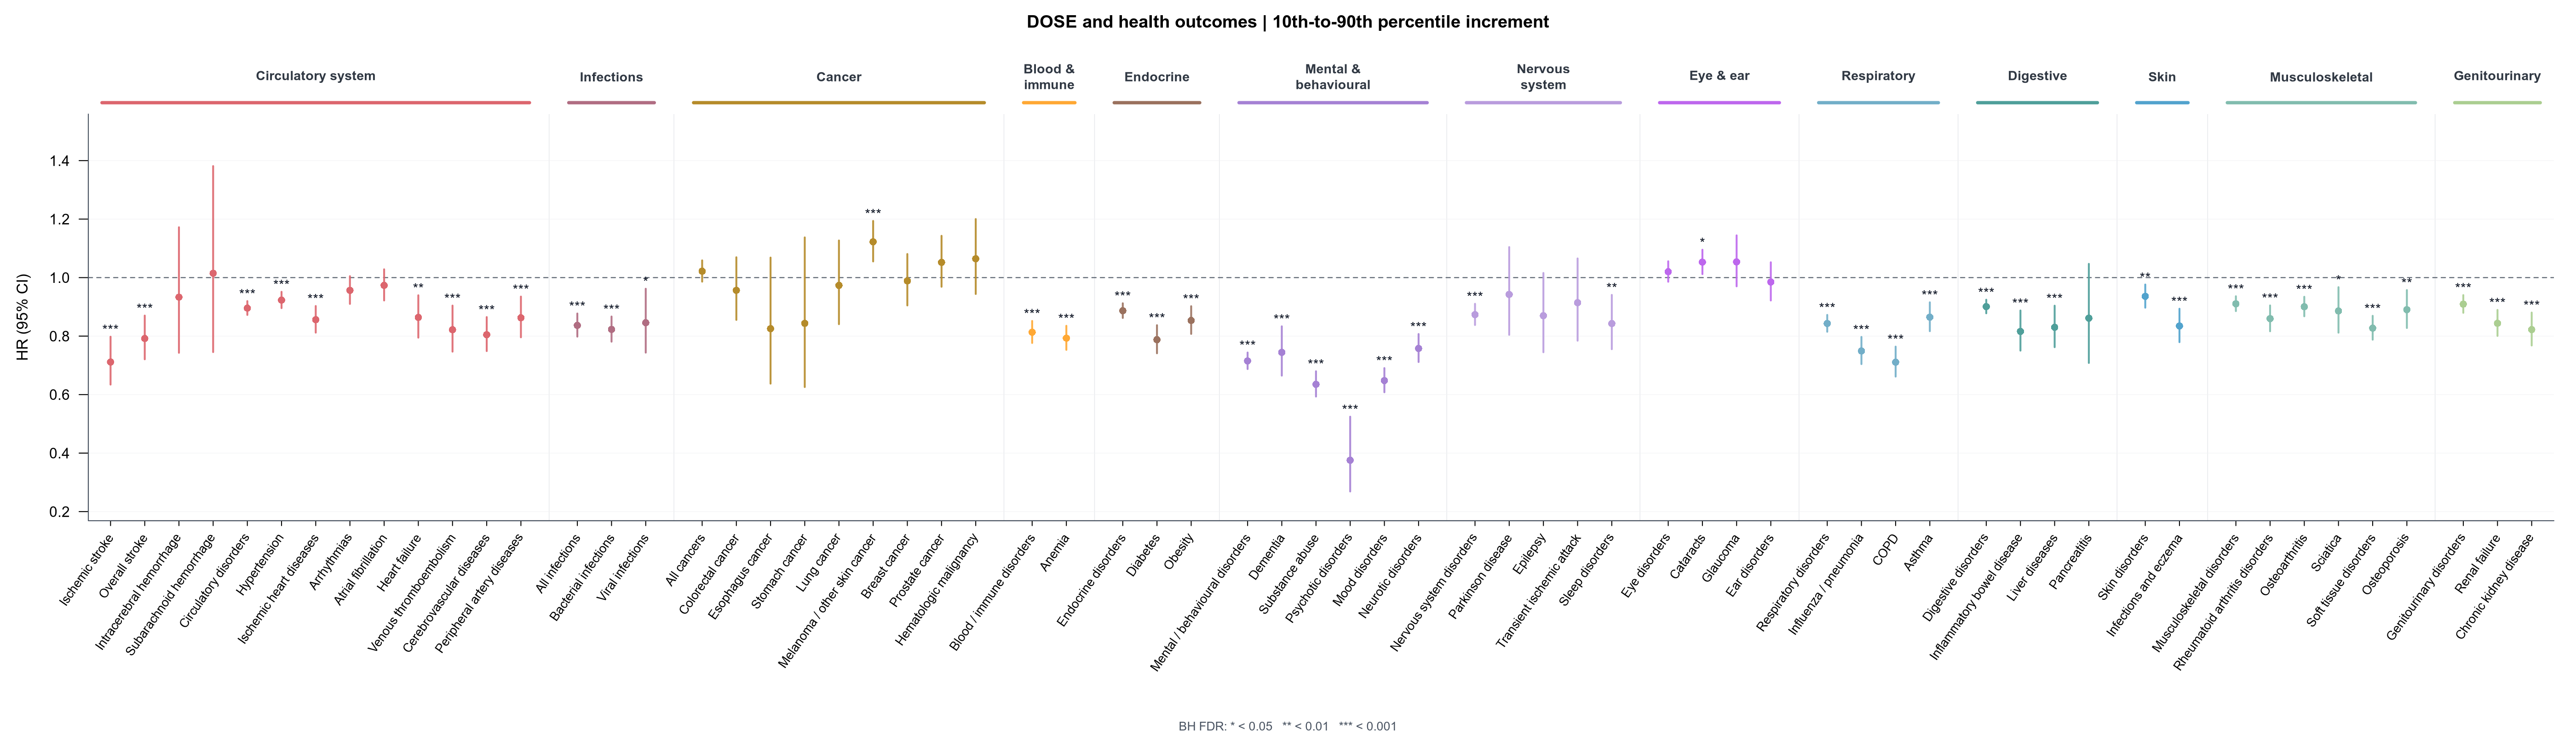 DOSE and health outcomes | 10th-to-90th percentile increment
Circulatory system
Infections
Cancer
Blood &
immune
Endocrine
Mental &
behavioural
Nervous
system
Eye & ear
Respiratory
Digestive
Skin
Musculoskeletal
Genitourinary
HR (95% CI)
1.4
1.2
1.0
0.8
0.6
0.4
0.2
***
***
***
***
***
**
***
***
***
***
***
*
***
***
***
***
***
***
***
***
***
***
***
***
***
**
*
***
***
***
***
***
***
***
**
***
***
***
***
*
***
**
***
***
***
Ischemic stroke
Overall stroke
Intracerebral hemorrhage
Subarachnoid hemorrhage
Circulatory disorders
Hypertension
Ischemic heart diseases
Arrhythmias
Atrial fibrillation
Heart failure
Venous thromboembolism
Cerebrovascular diseases
Peripheral artery diseases
All infections
Bacterial infections
Viral infections
All cancers
Colorectal cancer
Esophagus cancer
Stomach cancer
Lung cancer
Melanoma / other skin cancer
Breast cancer
Prostate cancer
Hematologic malignancy
Blood / immune disorders
Anemia
Endocrine disorders
Diabetes
Obesity
Mental / behavioural disorders
Dementia
Substance abuse
Psychotic disorders
Mood disorders
Neurotic disorders
Nervous system disorders
Parkinson disease
Epilepsy
Transient ischemic attack
Sleep disorders
Eye disorders
Cataracts
Glaucoma
Ear disorders
Respiratory disorders
Influenza / pneumonia
COPD
Asthma
Digestive disorders
Inflammatory bowel disease
Liver diseases
Pancreatitis
Skin disorders
Infections and eczema
Musculoskeletal disorders
Rheumatoid arthritis disorders
Osteoarthritis
Sciatica
Soft tissue disorders
Osteoporosis
Genitourinary disorders
Renal failure
Chronic kidney disease
BH FDR: * < 0.05 ** < 0.01 *** < 0.001